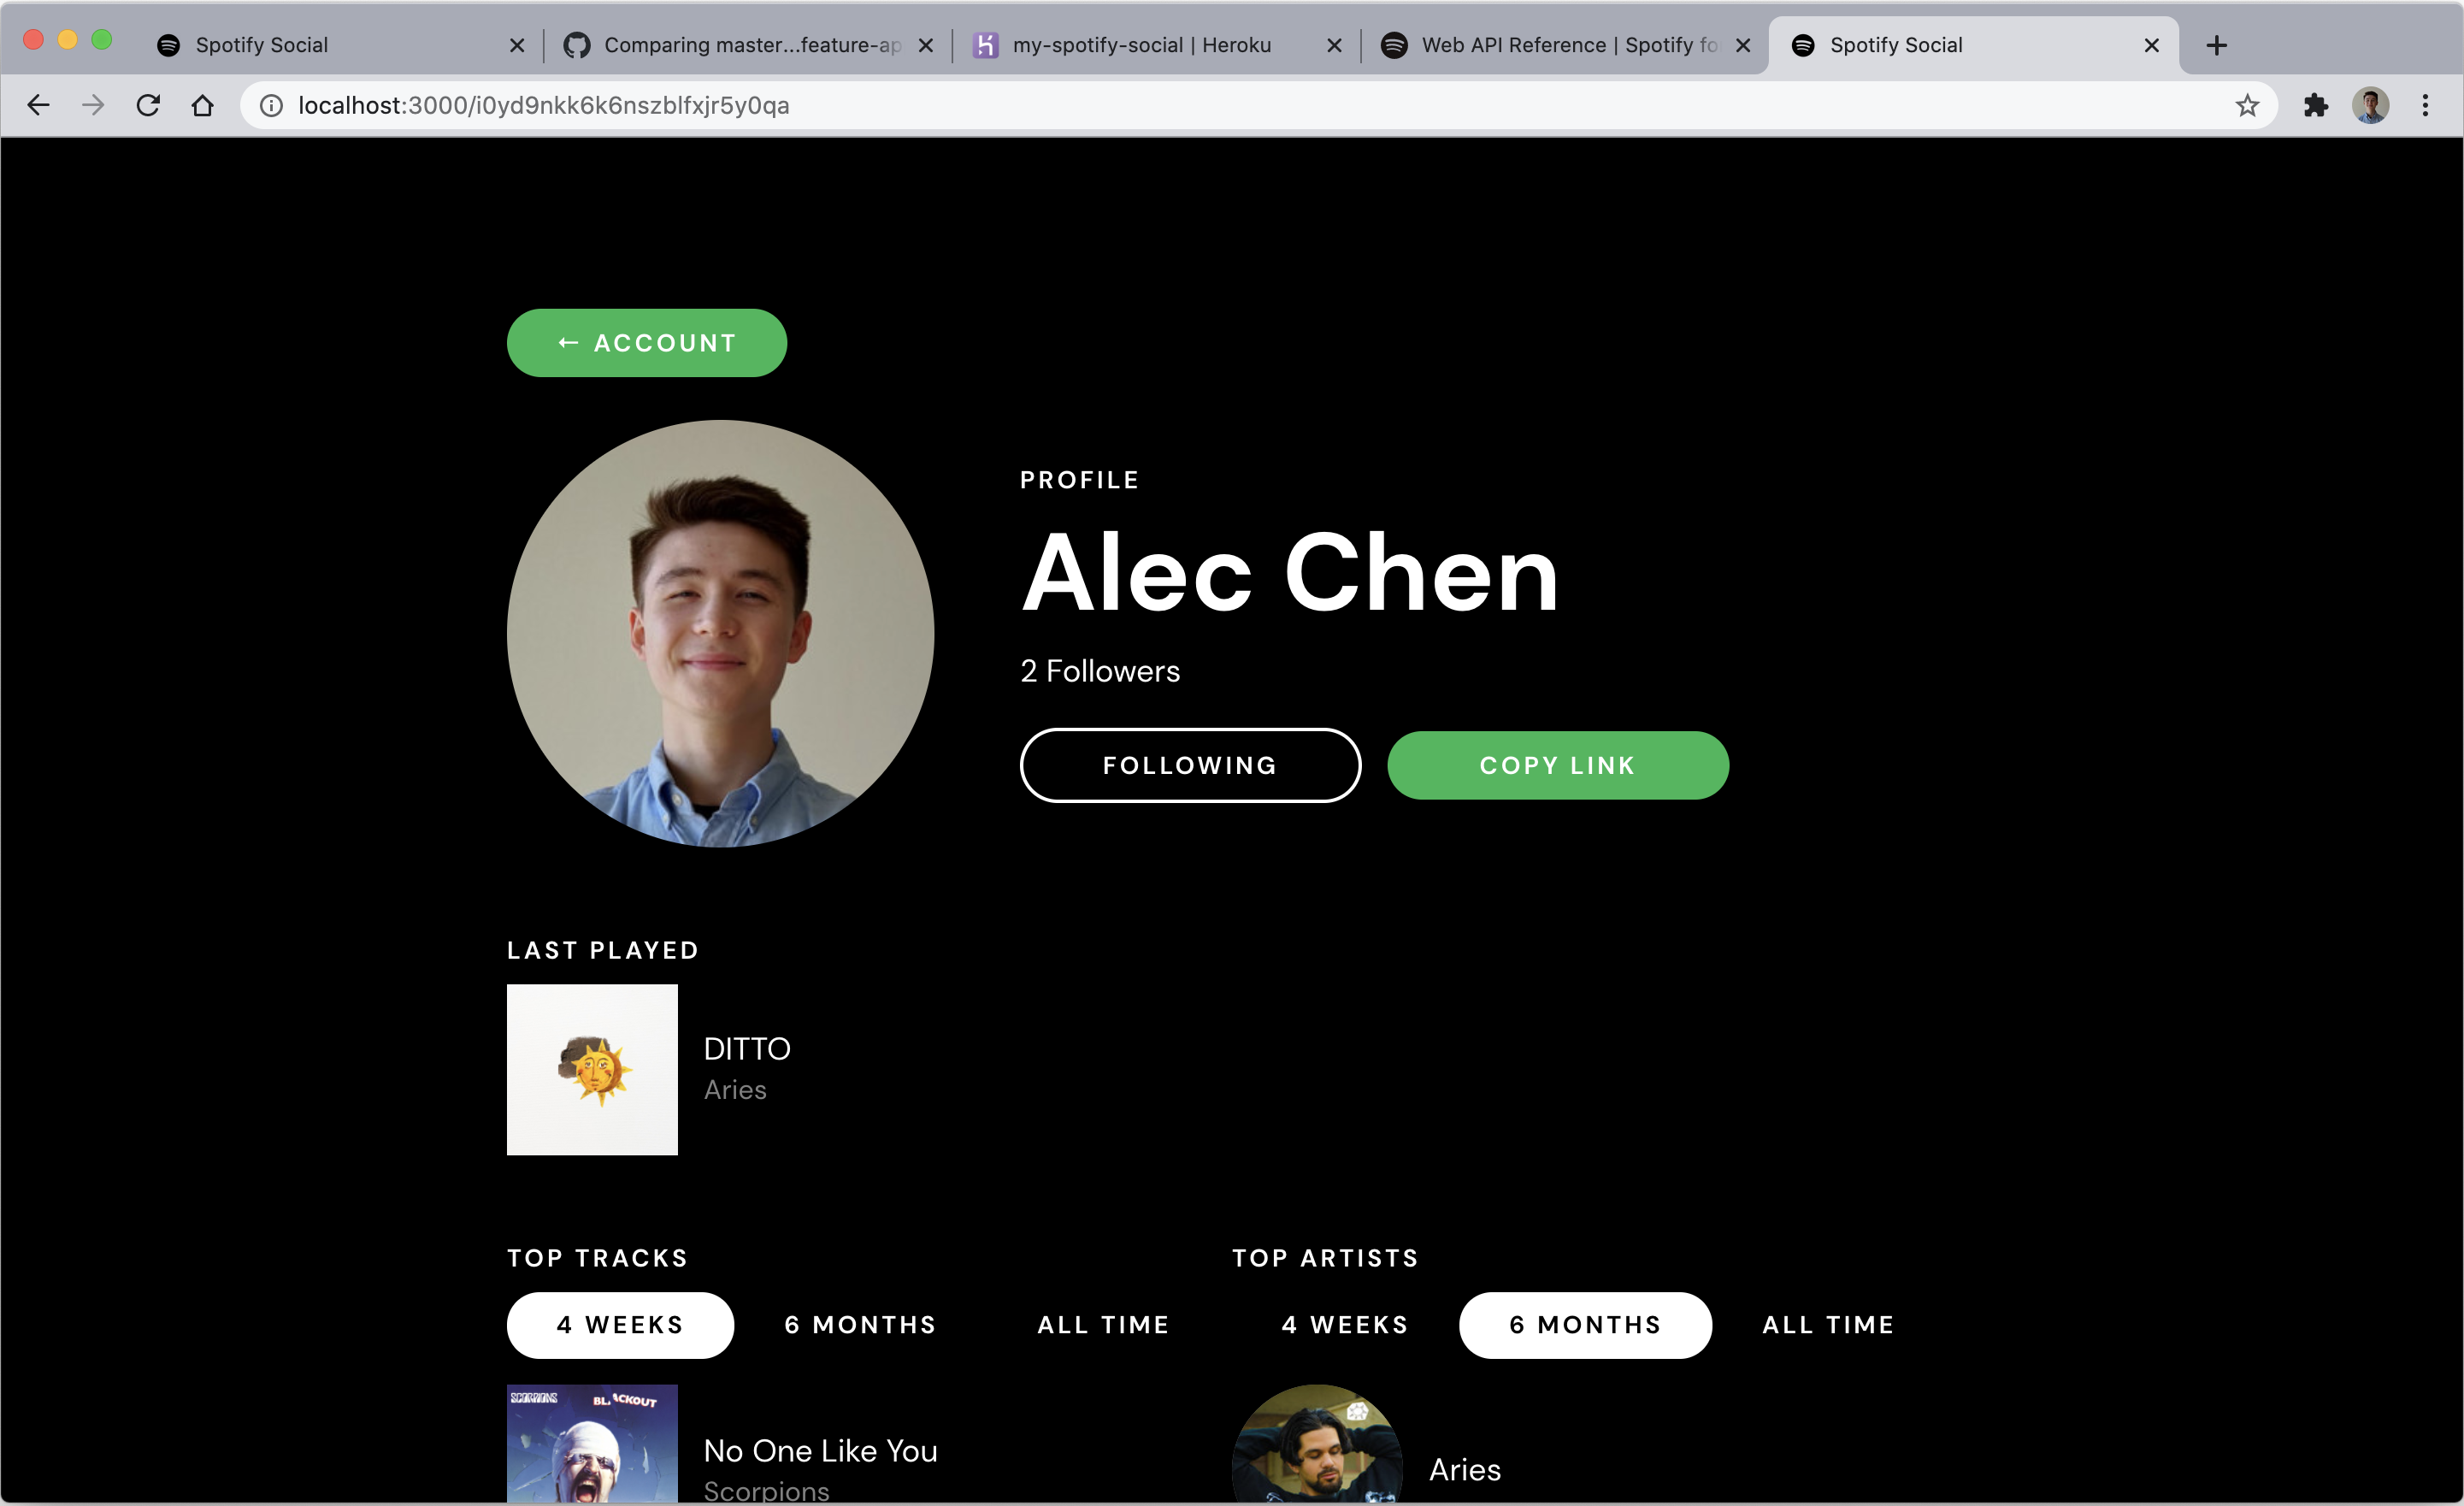 Spotify Social
Comparing master...feature-ap
my-spotify-social | Heroku
Web API Reference | Spotify fo
Spotify Social
localhost:3000/i0yd9nkk6k6nszblfxjr5y0qa
← ACCOUNT
PROFILE
Alec Chen
2 Followers
FOLLOWING
COPY LINK
LAST PLAYED
DITTO
Aries
TOP TRACKS
4 WEEKS
6 MONTHS
ALL TIME
SCORPIONS
BLACKOUT
No One Like You
Scorpions
TOP ARTISTS
4 WEEKS
6 MONTHS
ALL TIME
Aries